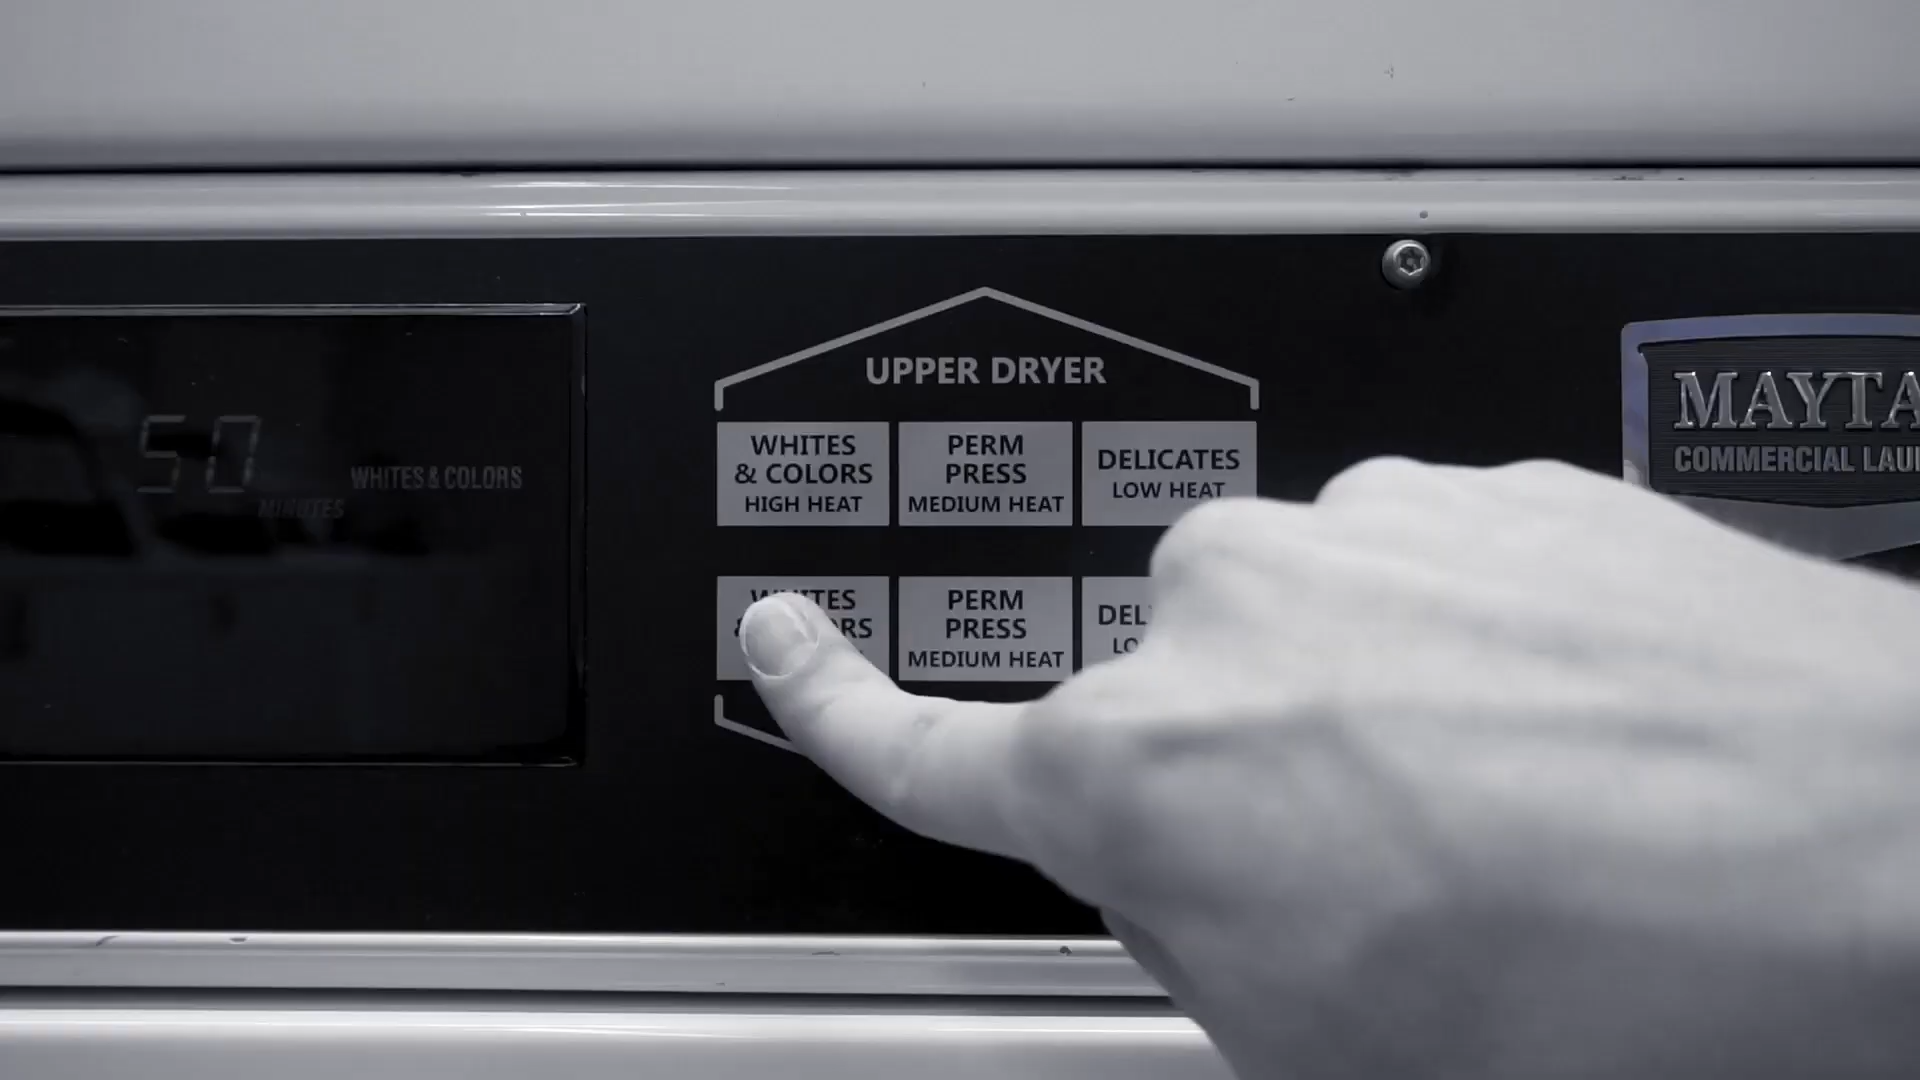 50
MINUTES
WHITES & COLORS
UPPER DRYER
WHITES
& COLORS
HIGH HEAT
PERM
PRESS
MEDIUM HEAT
DELICATES
LOW HEAT
PERM
PRESS
MEDIUM HEAT
MAYTA
COMMERCIAL LAU